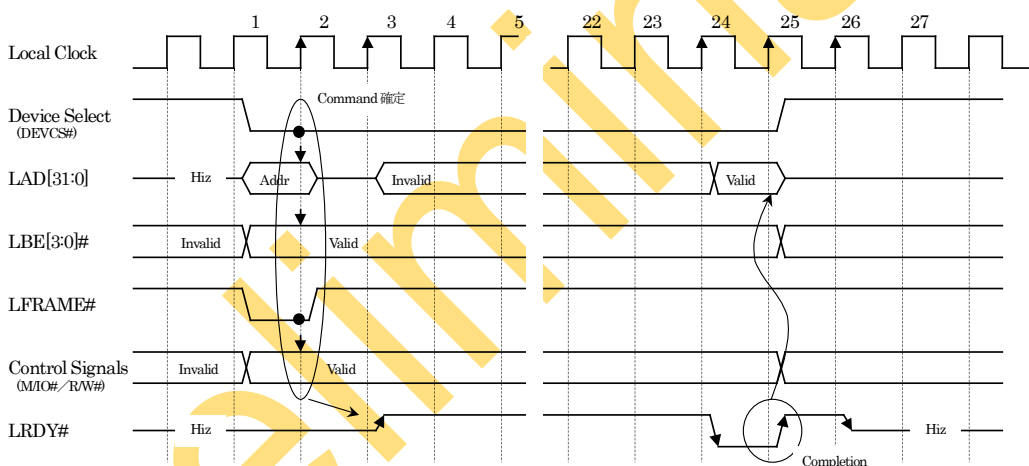 1 2 3 4 5 22 23 24 25 26 27
Local Clock
Command 確定
Device Select
(DEVCS#)
LAD[31:0] Hiz Addr Invalid Valid
LBE[3:0]# Invalid Valid
LFRAME#
Control Signals Invalid Valid
(M/IO#/R/W#)
LRDY# Hiz Hiz
Completion